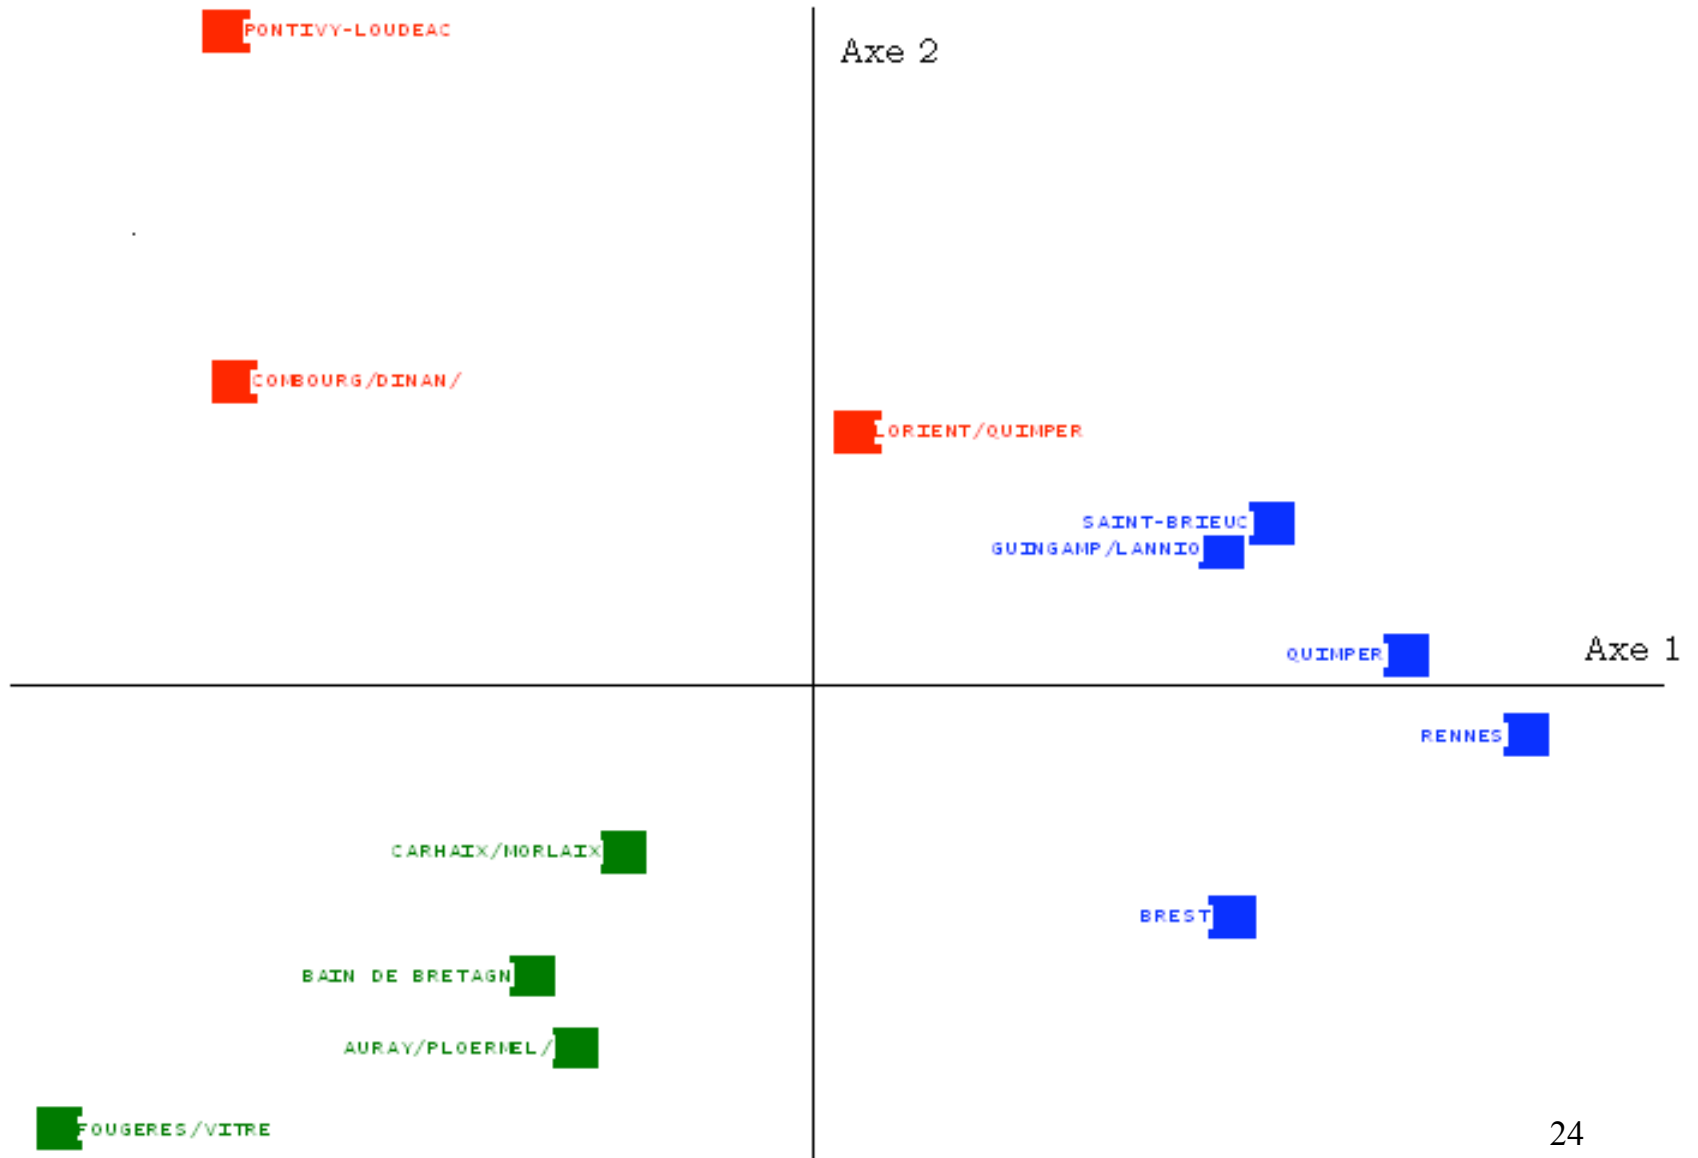 PONTIVY-LOUDEAC
Axe 2
COMBOURG/DINAN/
LORIENT/QUIMPER
SAINT-BRIEUC
GUINGAMP/LANNIO
QUIMPER
Axe 1
RENNES
CARHAIX/MORLAIX
BREST
BAIN DE BRETAGN
AURAY/PLOERMEL/
FOUGERES/VITRE
24